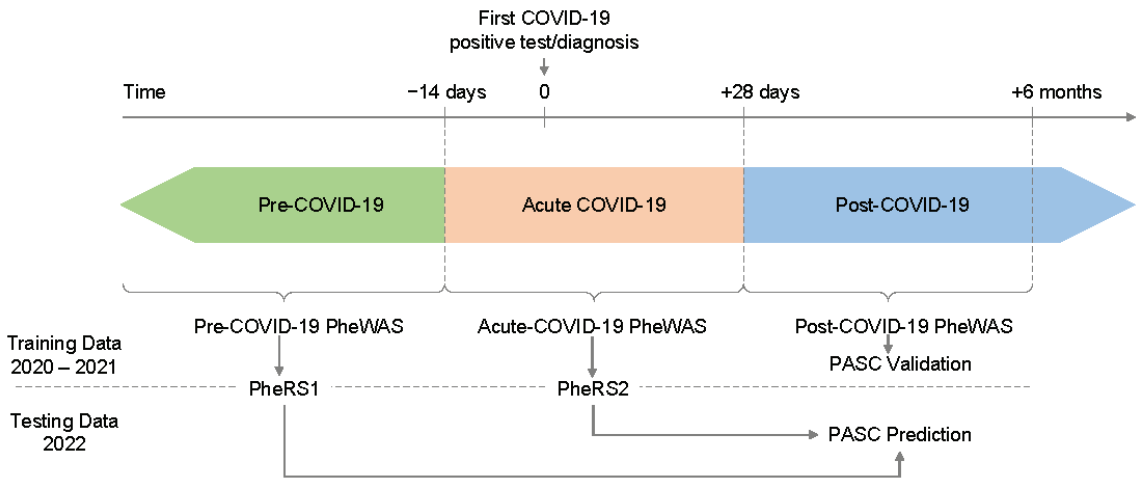 First COVID-19
positive test/diagnosis
Time
−14 days
0
+28 days
+6 months
Pre-COVID-19
Acute COVID-19
Post-COVID-19
Pre-COVID-19 PheWAS
Acute-COVID-19 PheWAS
Post-COVID-19 PheWAS
Training Data
2020 – 2021
PASC Validation
PheRS1
PheRS2
Testing Data
2022
PASC Prediction